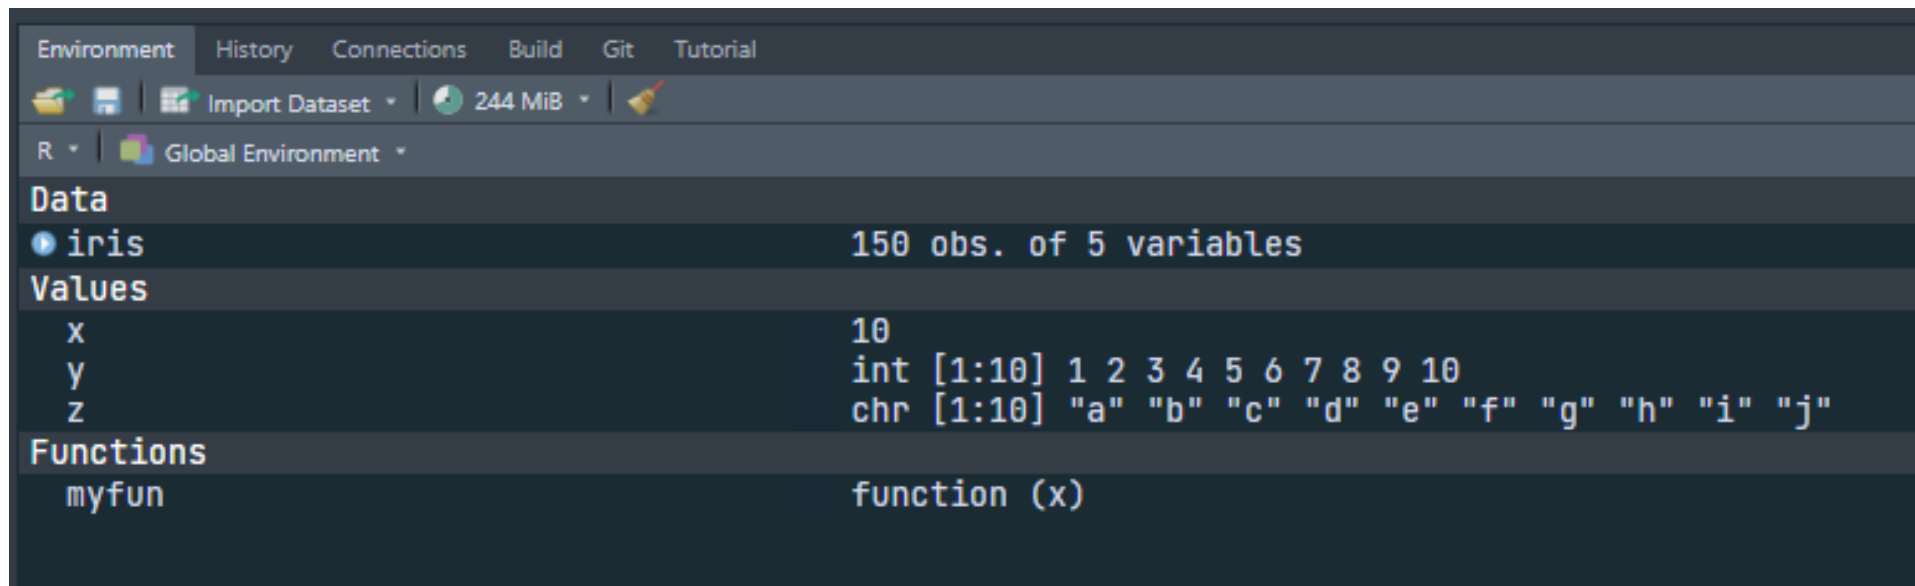 Environment History Connections Build Git Tutorial
Import Dataset 244 MiB
R Global Environment
Data
iris 150 obs. of 5 variables
Values
x 10
y int [1:10] 1 2 3 4 5 6 7 8 9 10
z chr [1:10] "a" "b" "c" "d" "e" "f" "g" "h" "i" "j"
Functions
myfun function (x)